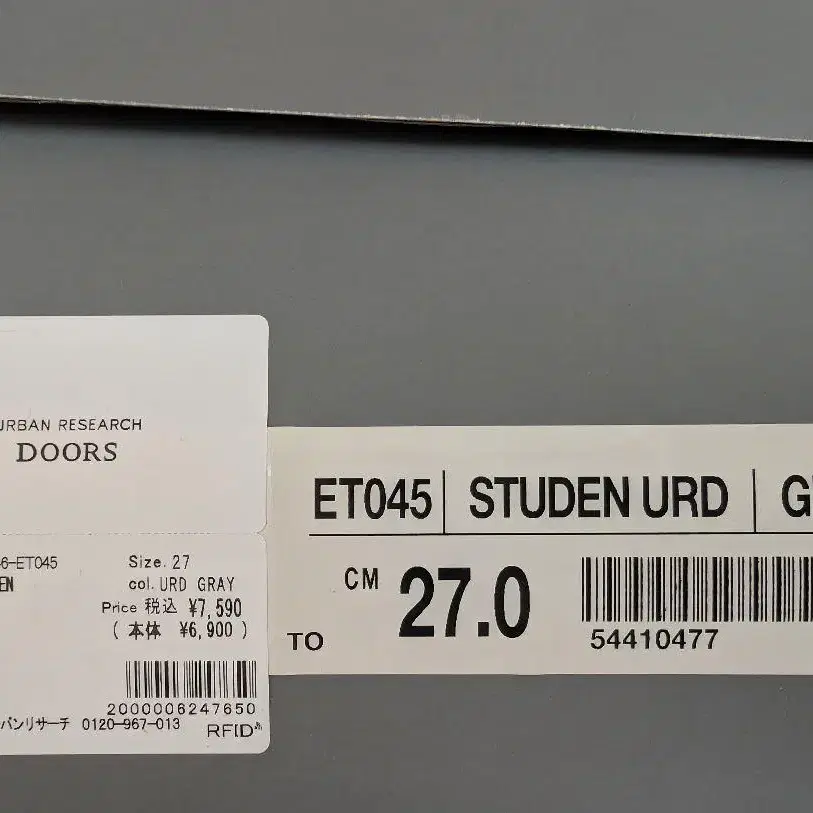 URBAN RESEARCH
DOORS
6-ET045
EN
Size. 27
col. URD GRAY
Price 税込 ¥7,590
( 本体 ¥6,900 )
2000006247650
バンリサーチ 0120-967-013
RFID
ET045 STUDEN URD G
CM 27.0
TO
54410477